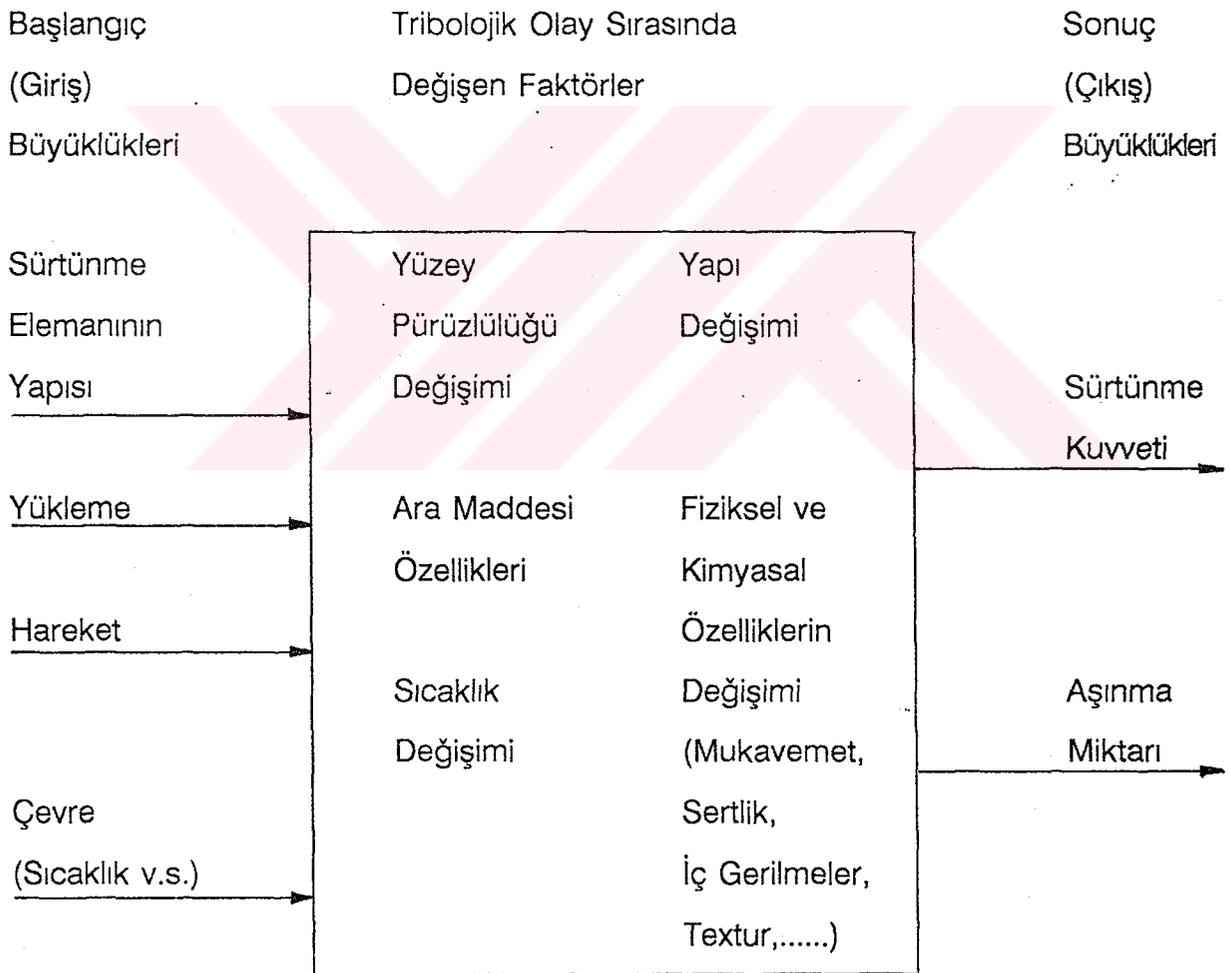 Başlangıç
(Giriş)
Büyüklükleri
Tribolojik Olay Sırasında
Değişen Faktörler
Sonuç
(Çıkış)
Büyüklükleri
Sürtünme
Elemanının
Yapısı
Yükleme
Hareket
Çevre
(Sıcaklık v.s.)
Yüzey
Pürüzlülüğü
Değişimi
Ara Maddesi
Özellikleri
Sıcaklık
Değişimi
Yapı
Değişimi
Fiziksel ve
Kimyasal
Özelliklerin
Değişimi
(Mukavemet,
Sertlik,
İç Gerilmeler,
Textur,......)
Sürtünme
Kuvveti
Aşınma
Miktarı